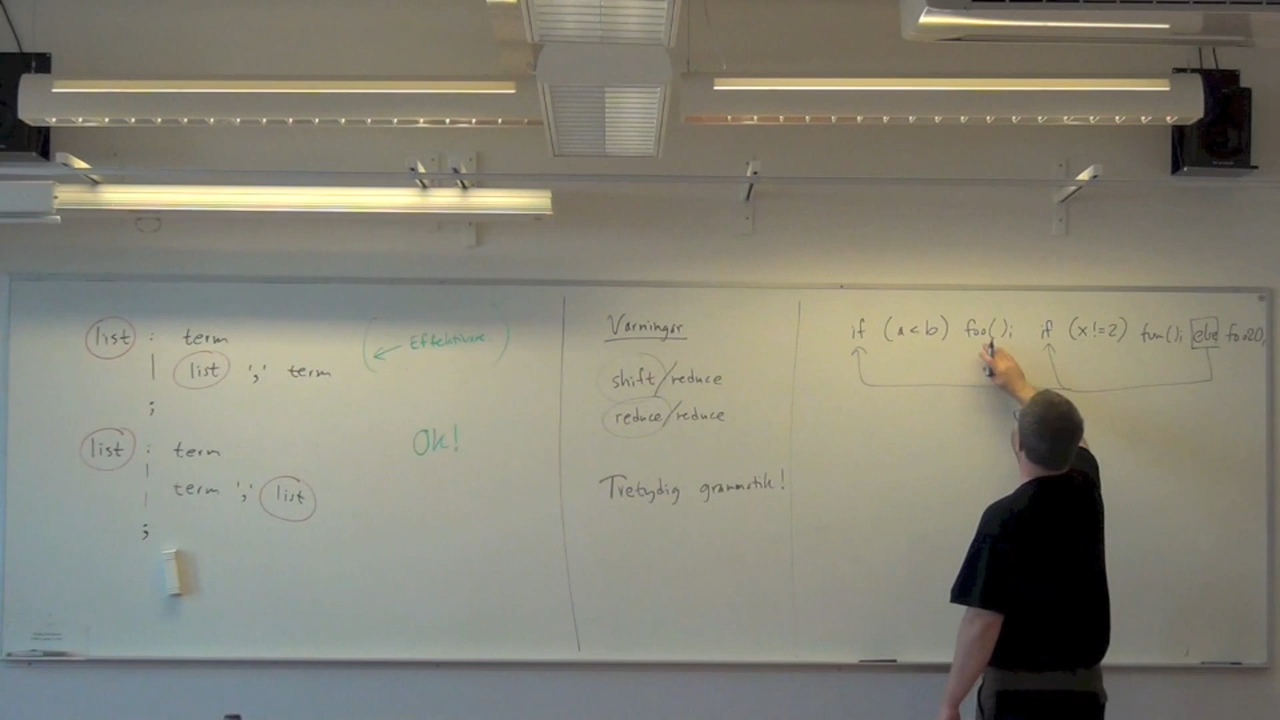 list : term
| list ';' term
;
(← Effektivare)
list : term
| term ';' list
;
Ok!
Varningar
shift/reduce
reduce/reduce
Tvetydig grammatik!
if (a<b) foo(); if (x!=2) fun(); else